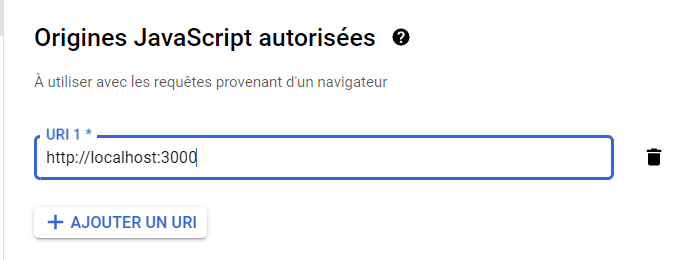 Origines JavaScript autorisées ?
À utiliser avec les requêtes provenant d'un navigateur
URI 1 *
http://localhost:3000
+ AJOUTER UN URI